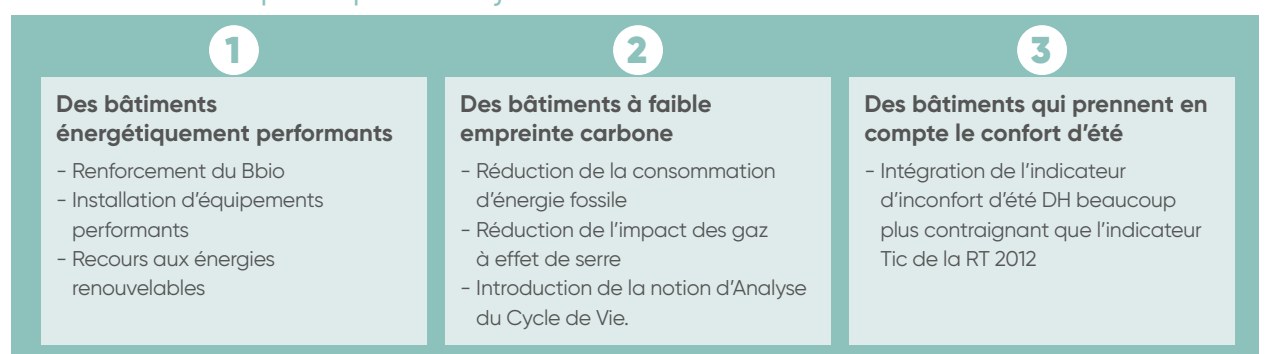 1
Des bâtiments
énergétiquement performants
- Renforcement du Bbio
- Installation d'équipements
performants
- Recours aux énergies
renouvelables
2
Des bâtiments à faible
empreinte carbone
- Réduction de la consommation
d'énergie fossile
- Réduction de l'impact des gaz
à effet de serre
- Introduction de la notion d'Analyse
du Cycle de Vie.
3
Des bâtiments qui prennent en
compte le confort d'été
- Intégration de l'indicateur
d'inconfort d'été DH beaucoup
plus contraignant que l'indicateur
Tic de la RT 2012